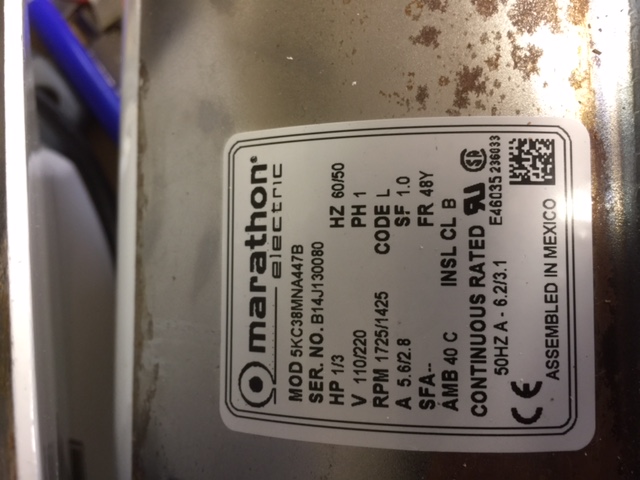 marathon®
electric
MOD 5KC38MNA447B
SER. NO. B14J130080
HP 1/3 HZ 60/50
V 110/220 PH 1
RPM 1725/1425 CODE L
A 5.6/2.8 SF 1.0
SFA-- FR 48Y
AMB 40 C INSL CL B
CONTINUOUS RATED
50HZ A - 6.2/3.1 E46035 236033
ASSEMBLED IN MEXICO